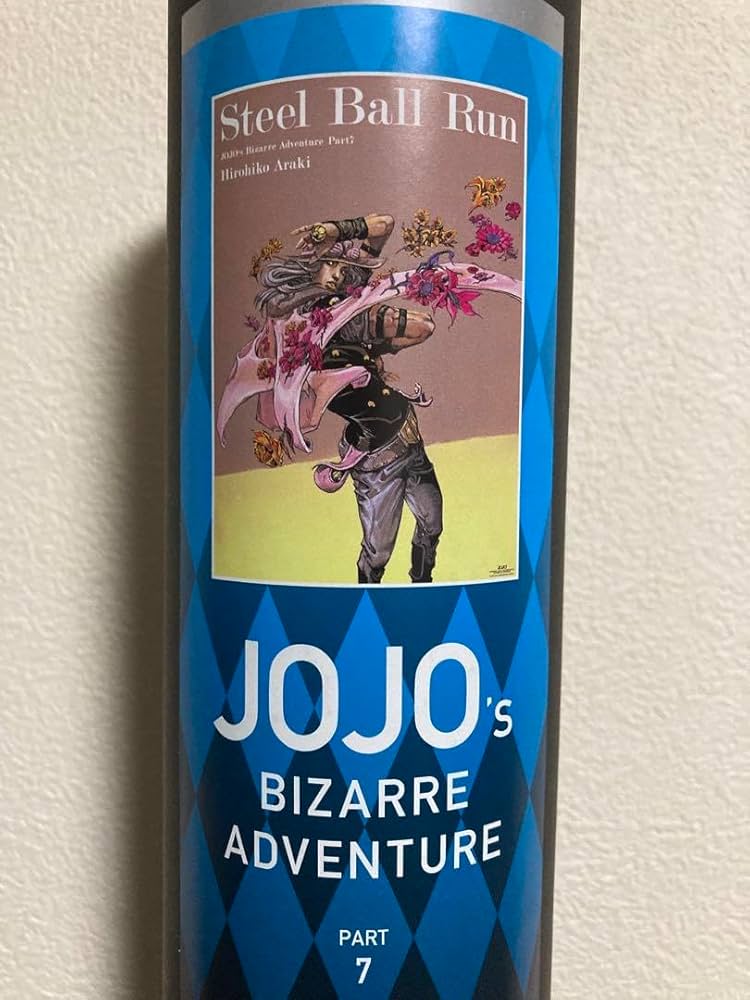 Steel Ball Run
JOJO's Bizarre Adventure Part7
Hirohiko Araki
JOJO's
BIZARRE
ADVENTURE
PART
7